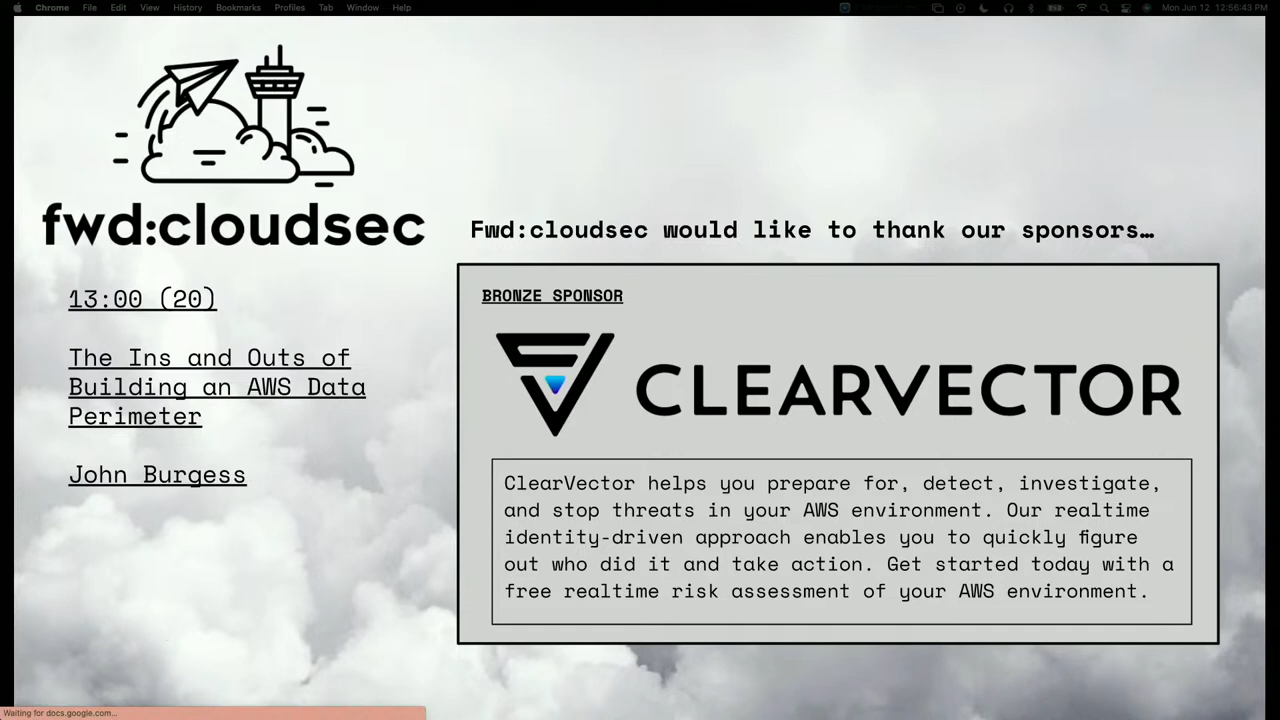 Chrome File Edit View History Bookmarks Profiles Tab Window Help
Mon Jun 12 12:56:43 PM
fwd:cloudsec
13:00 (20)
The Ins and Outs of
Building an AWS Data
Perimeter
John Burgess
Fwd:cloudsec would like to thank our sponsors…
BRONZE SPONSOR
CLEARVECTOR
ClearVector helps you prepare for, detect, investigate,
and stop threats in your AWS environment. Our realtime
identity-driven approach enables you to quickly figure
out who did it and take action. Get started today with a
free realtime risk assessment of your AWS environment.
Waiting for docs.google.com...